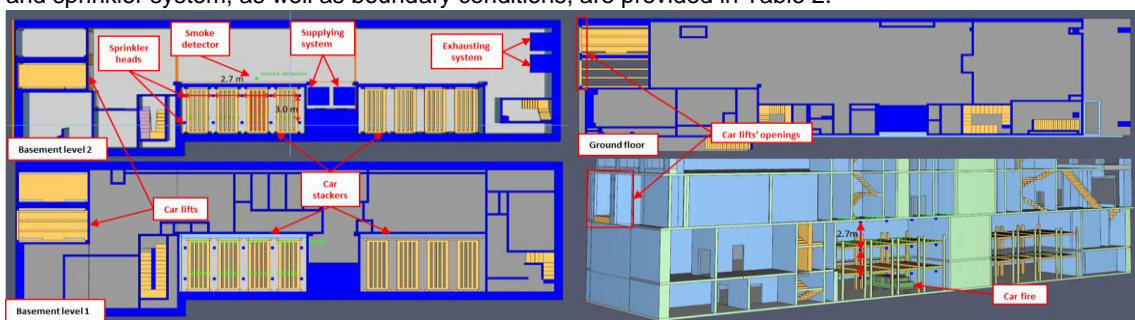 and sprinkler system, as well as boundary conditions, are provided in Table 2.
Smoke
detector
Supplying
system
Sprinkler
heads
Exhausting
system
smoke detector
2.7 m
3.0 m
Basement level 2
Car lifts' openings
Ground floor
Car
stackers
Car lifts
2.7m
Car fire
Basement level 1